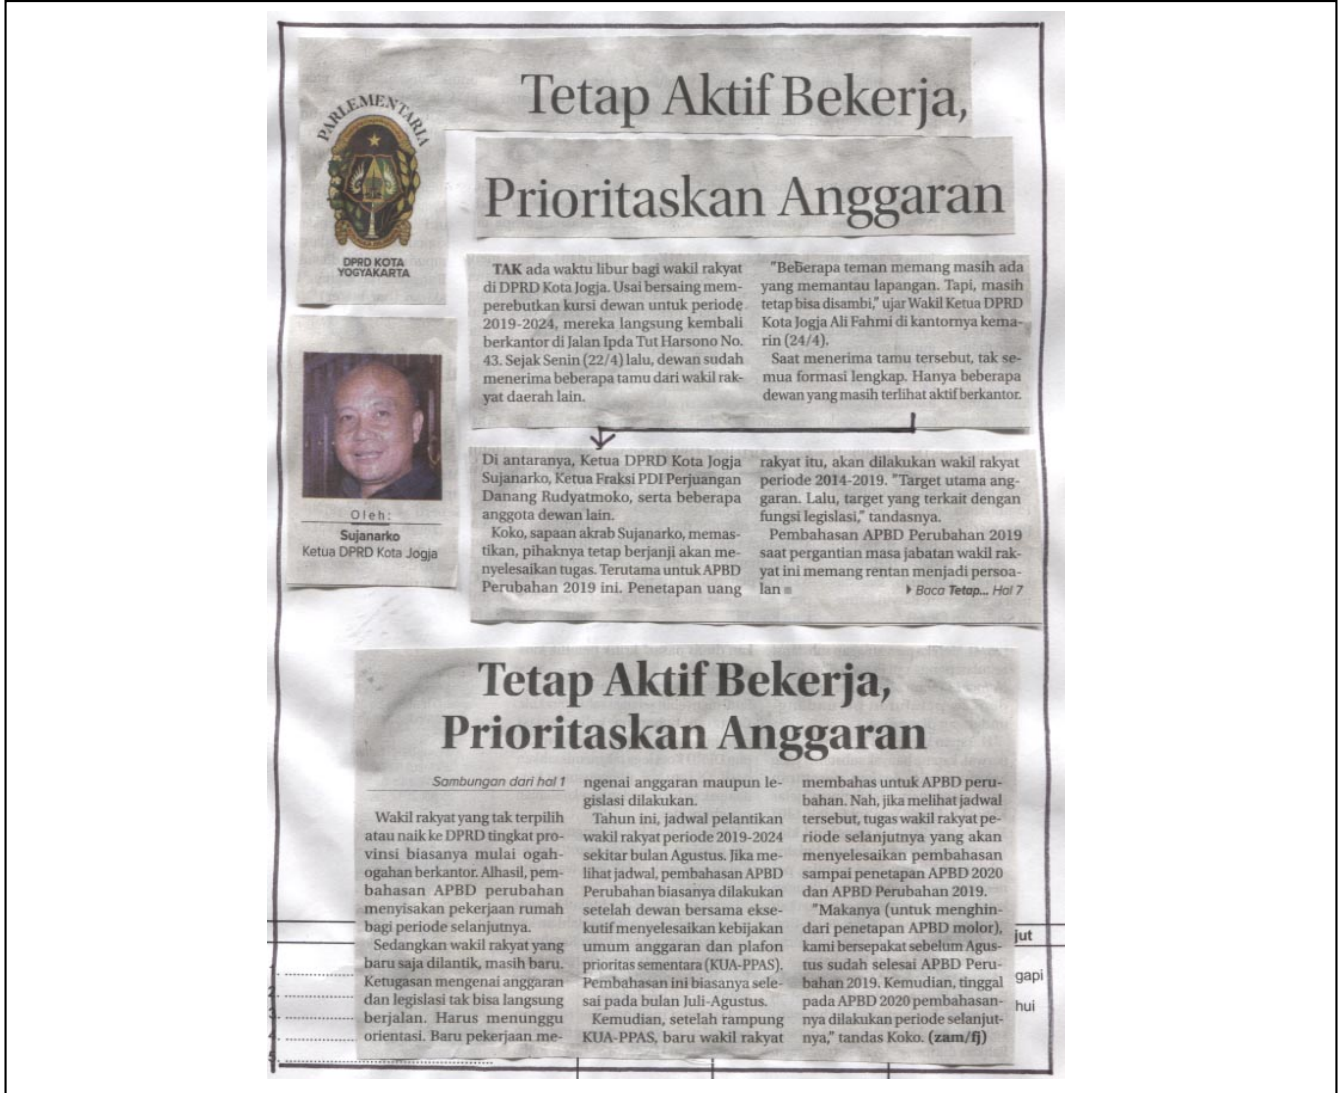 PARLEMENTARIA
DPRD KOTA
YOGYAKARTA
Tetap Aktif Bekerja,
Prioritaskan Anggaran
Oleh:
Sujanarko
Ketua DPRD Kota Jogja
TAK ada waktu libur bagi wakil rakyat
di DPRD Kota Jogja. Usai bersaing mem-
perebutkan kursi dewan untuk periode
2019-2024, mereka langsung kembali
berkantor di Jalan Ipda Tut Harsono No.
43. Sejak Senin (22/4) lalu, dewan sudah
menerima beberapa tamu dari wakil rak-
yat daerah lain.
"Beberapa teman memang masih ada
yang memantau lapangan. Tapi, masih
tetap bisa disambi," ujar Wakil Ketua DPRD
Kota Jogja Ali Fahmi di kantornya kema-
rin (24/4).
Saat menerima tamu tersebut, tak se-
mua formasi lengkap. Hanya beberapa
dewan yang masih terlihat aktif berkantor.
Di antaranya, Ketua DPRD Kota Jogja
Sujanarko, Ketua Fraksi PDI Perjuangan
Danang Rudyatmoko, serta beberapa
anggota dewan lain.
Koko, sapaan akrab Sujanarko, memas-
tikan, pihaknya tetap berjanji akan me-
nyelesaikan tugas. Terutama untuk APBD
Perubahan 2019 ini. Penetapan uang
rakyat itu, akan dilakukan wakil rakyat
periode 2014-2019. "Target utama ang-
garan. Lalu, target yang terkait dengan
fungsi legislasi," tandasnya.
Pembahasan APBD Perubahan 2019
saat pergantian masa jabatan wakil rak-
yat ini memang rentan menjadi persoa-
lan
Baca Tetap... Hal 7
Tetap Aktif Bekerja,
Prioritaskan Anggaran
Sambungan dari hal 1
Wakil rakyat yang tak terpilih
atau naik ke DPRD tingkat pro-
vinsi biasanya mulai ogah-
ogahan berkantor. Alhasil, pem-
bahasan APBD perubahan
menyisakan pekerjaan rumah
bagi periode selanjutnya.
Sedangkan wakil rakyat yang
baru saja dilantik, masih baru.
Ketugasan mengenai anggaran
dan legislasi tak bisa langsung
berjalan. Harus menunggu
orientasi. Baru pekerjaan me-
ngenai anggaran maupun le-
gislasi dilakukan.
Tahun ini, jadwal pelantikan
wakil rakyat periode 2019-2024
sekitar bulan Agustus. Jika me-
lihat jadwal, pembahasan APBD
Perubahan biasanya dilakukan
setelah dewan bersama ekse-
kutif menyelesaikan kebijakan
umum anggaran dan plafon
prioritas sementara (KUA-PPAS).
Pembahasan ini biasanya sele-
sai pada bulan Juli-Agustus.
Kemudian, setelah rampung
KUA-PPAS, baru wakil rakyat
membahas untuk APBD peru-
bahan. Nah, jika melihat jadwal
tersebut, tugas wakil rakyat pe-
riode selanjutnya yang akan
menyelesaikan pembahasan
sampai penetapan APBD 2020
dan APBD Perubahan 2019.
"Makanya (untuk menghin-
dari penetapan APBD molor),
kami bersepakat sebelum Agus-
tus sudah selesai APBD Peru-
bahan 2019. Kemudian, tinggal
pada APBD 2020 pembahasan-
nya dilakukan periode selanjut-
nya," tandas Koko. (zam/fj)
jut
gapi
hui